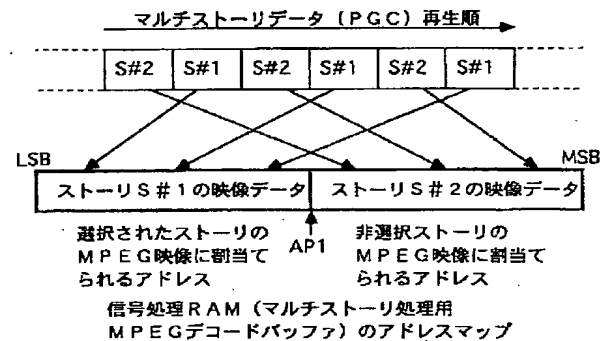 マルチストーリデータ（PGC）再生順
S#2 S#1 S#2 S#1 S#2 S#1
LSB MSB
ストーリS#1の映像データ ストーリS#2の映像データ
選択されたストーリの
MPEG映像に割当て
られるアドレス
AP1
非選択ストーリの
MPEG映像に割当て
られるアドレス
信号処理RAM（マルチストーリ処理用
MPEGデコードバッファ）のアドレスマップ